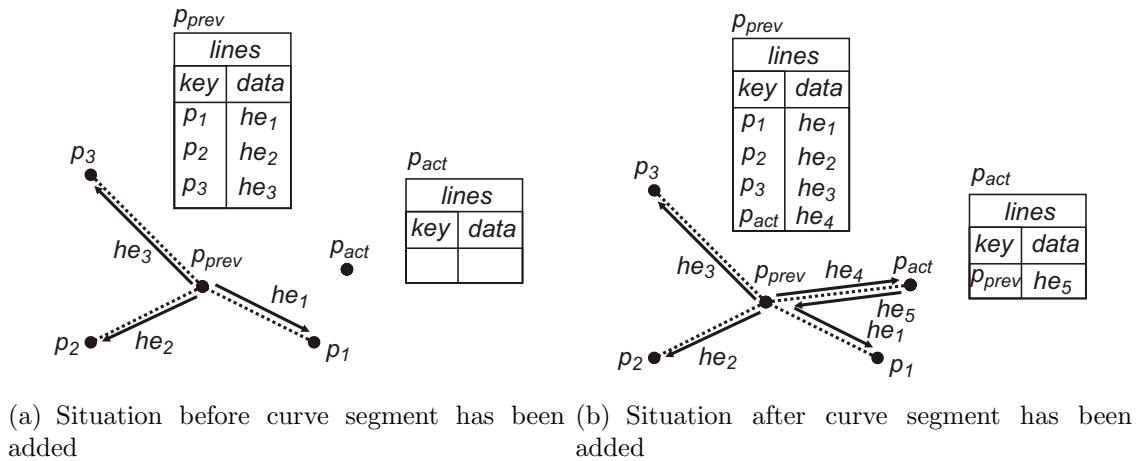 p_prev
lines
key data
p_1 he_1
p_2 he_2
p_3 he_3
p_act
lines
key data
p_3
he_3
p_prev
p_act
he_1
p_2
he_2
p_1
(a) Situation before curve segment has been
added
p_prev
lines
key data
p_1 he_1
p_2 he_2
p_3 he_3
p_act he_4
p_act
lines
key data
p_prev he_5
p_3
he_3
p_prev
he_4
p_act
he_5
he_1
p_2
he_2
p_1
(b) Situation after curve segment has been
added